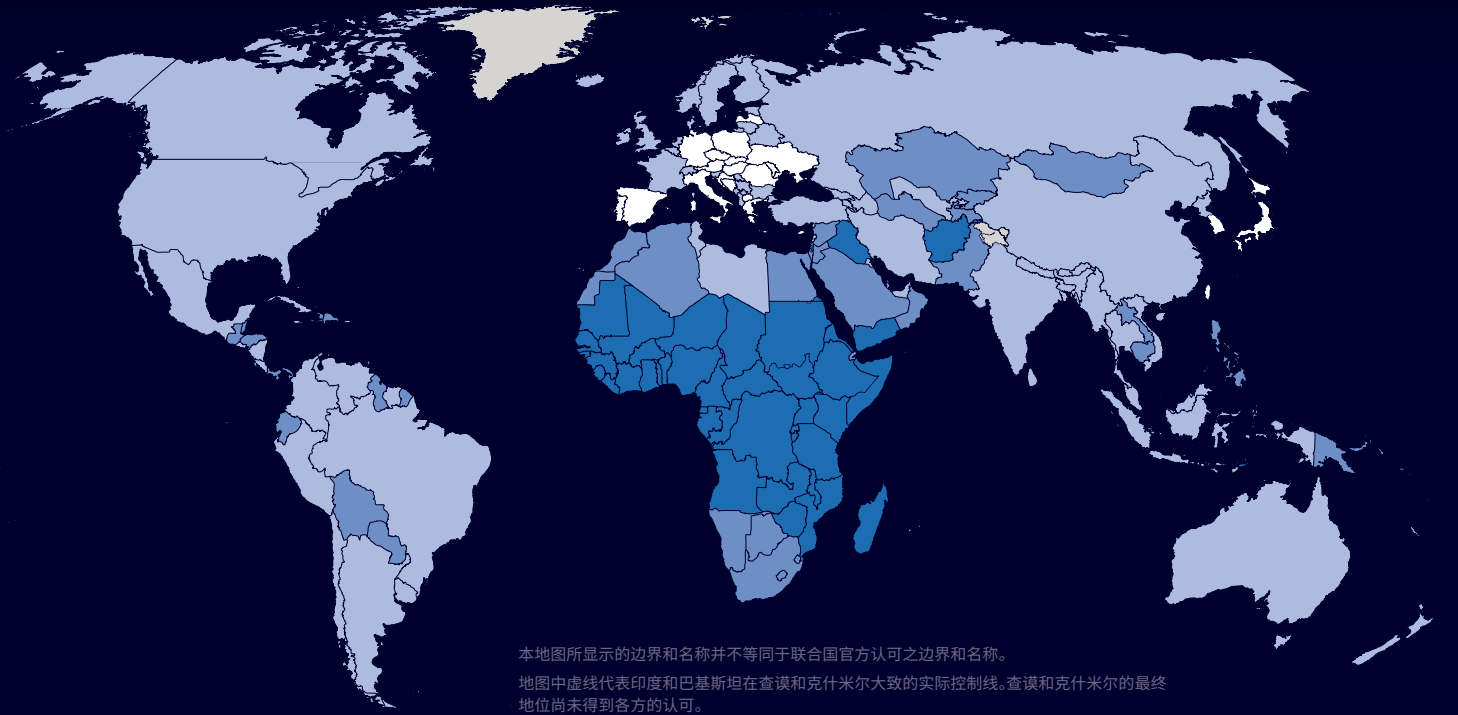 本地图所显示的边界和名称并不等同于联合国官方认可之边界和名称。
地图中虚线代表印度和巴基斯坦在查谟和克什米尔大致的实际控制线。查谟和克什米尔的最终
地位尚未得到各方的认可。